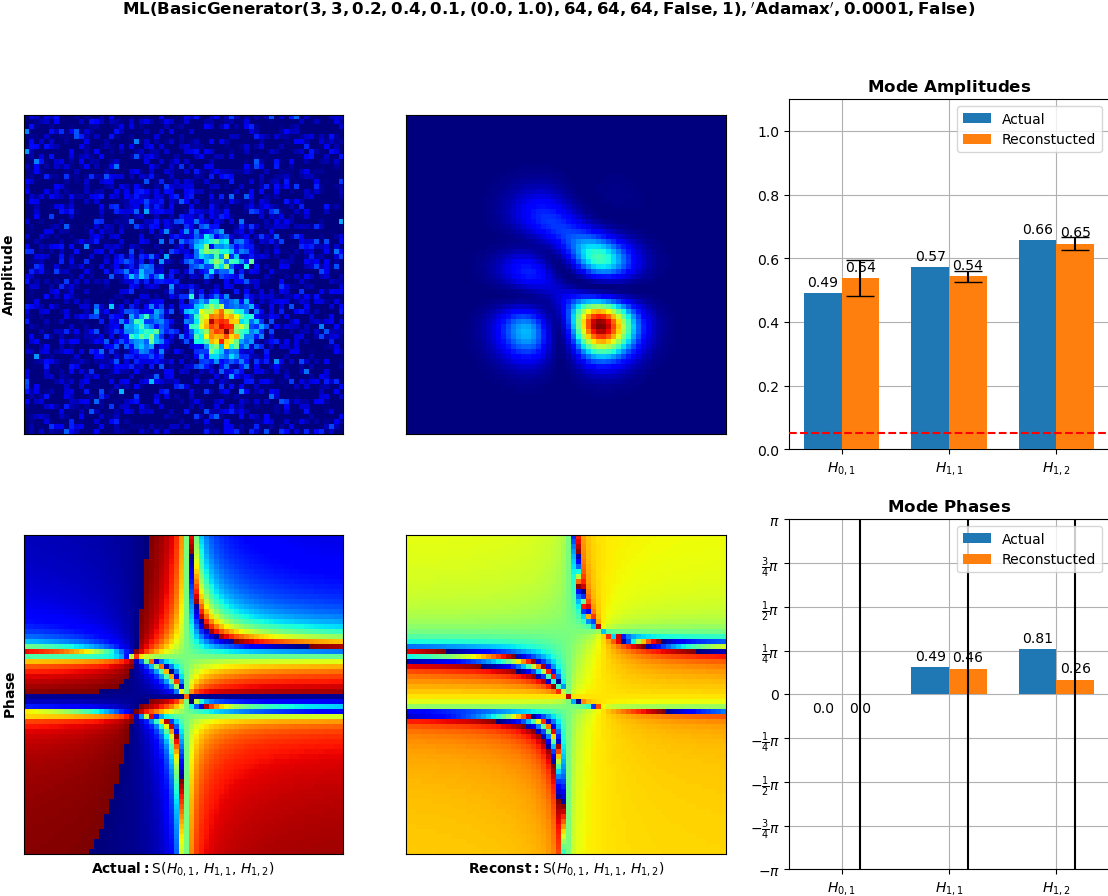 ML(BasicGenerator(3, 3, 0.2, 0.4, 0.1, (0.0, 1.0), 64, 64, 64, False, 1), ′Adamax′, 0.0001, False)
Amplitude
Mode Amplitudes
Actual
Reconstucted
1.0
0.8
0.6
0.4
0.2
0.0
0.49
0.54
0.57
0.54
0.66
0.65
H0, 1
H1, 1
H1, 2
Phase
Actual: S(H0, 1, H1, 1, H1, 2)
Reconst: S(H0, 1, H1, 1, H1, 2)
Mode Phases
Actual
Reconstucted
π
3/4π
1/2π
1/4π
0
−1/4π
−1/2π
−3/4π
−π
0.0
0.0
0.49
0.46
0.81
0.26
H0, 1
H1, 1
H1, 2